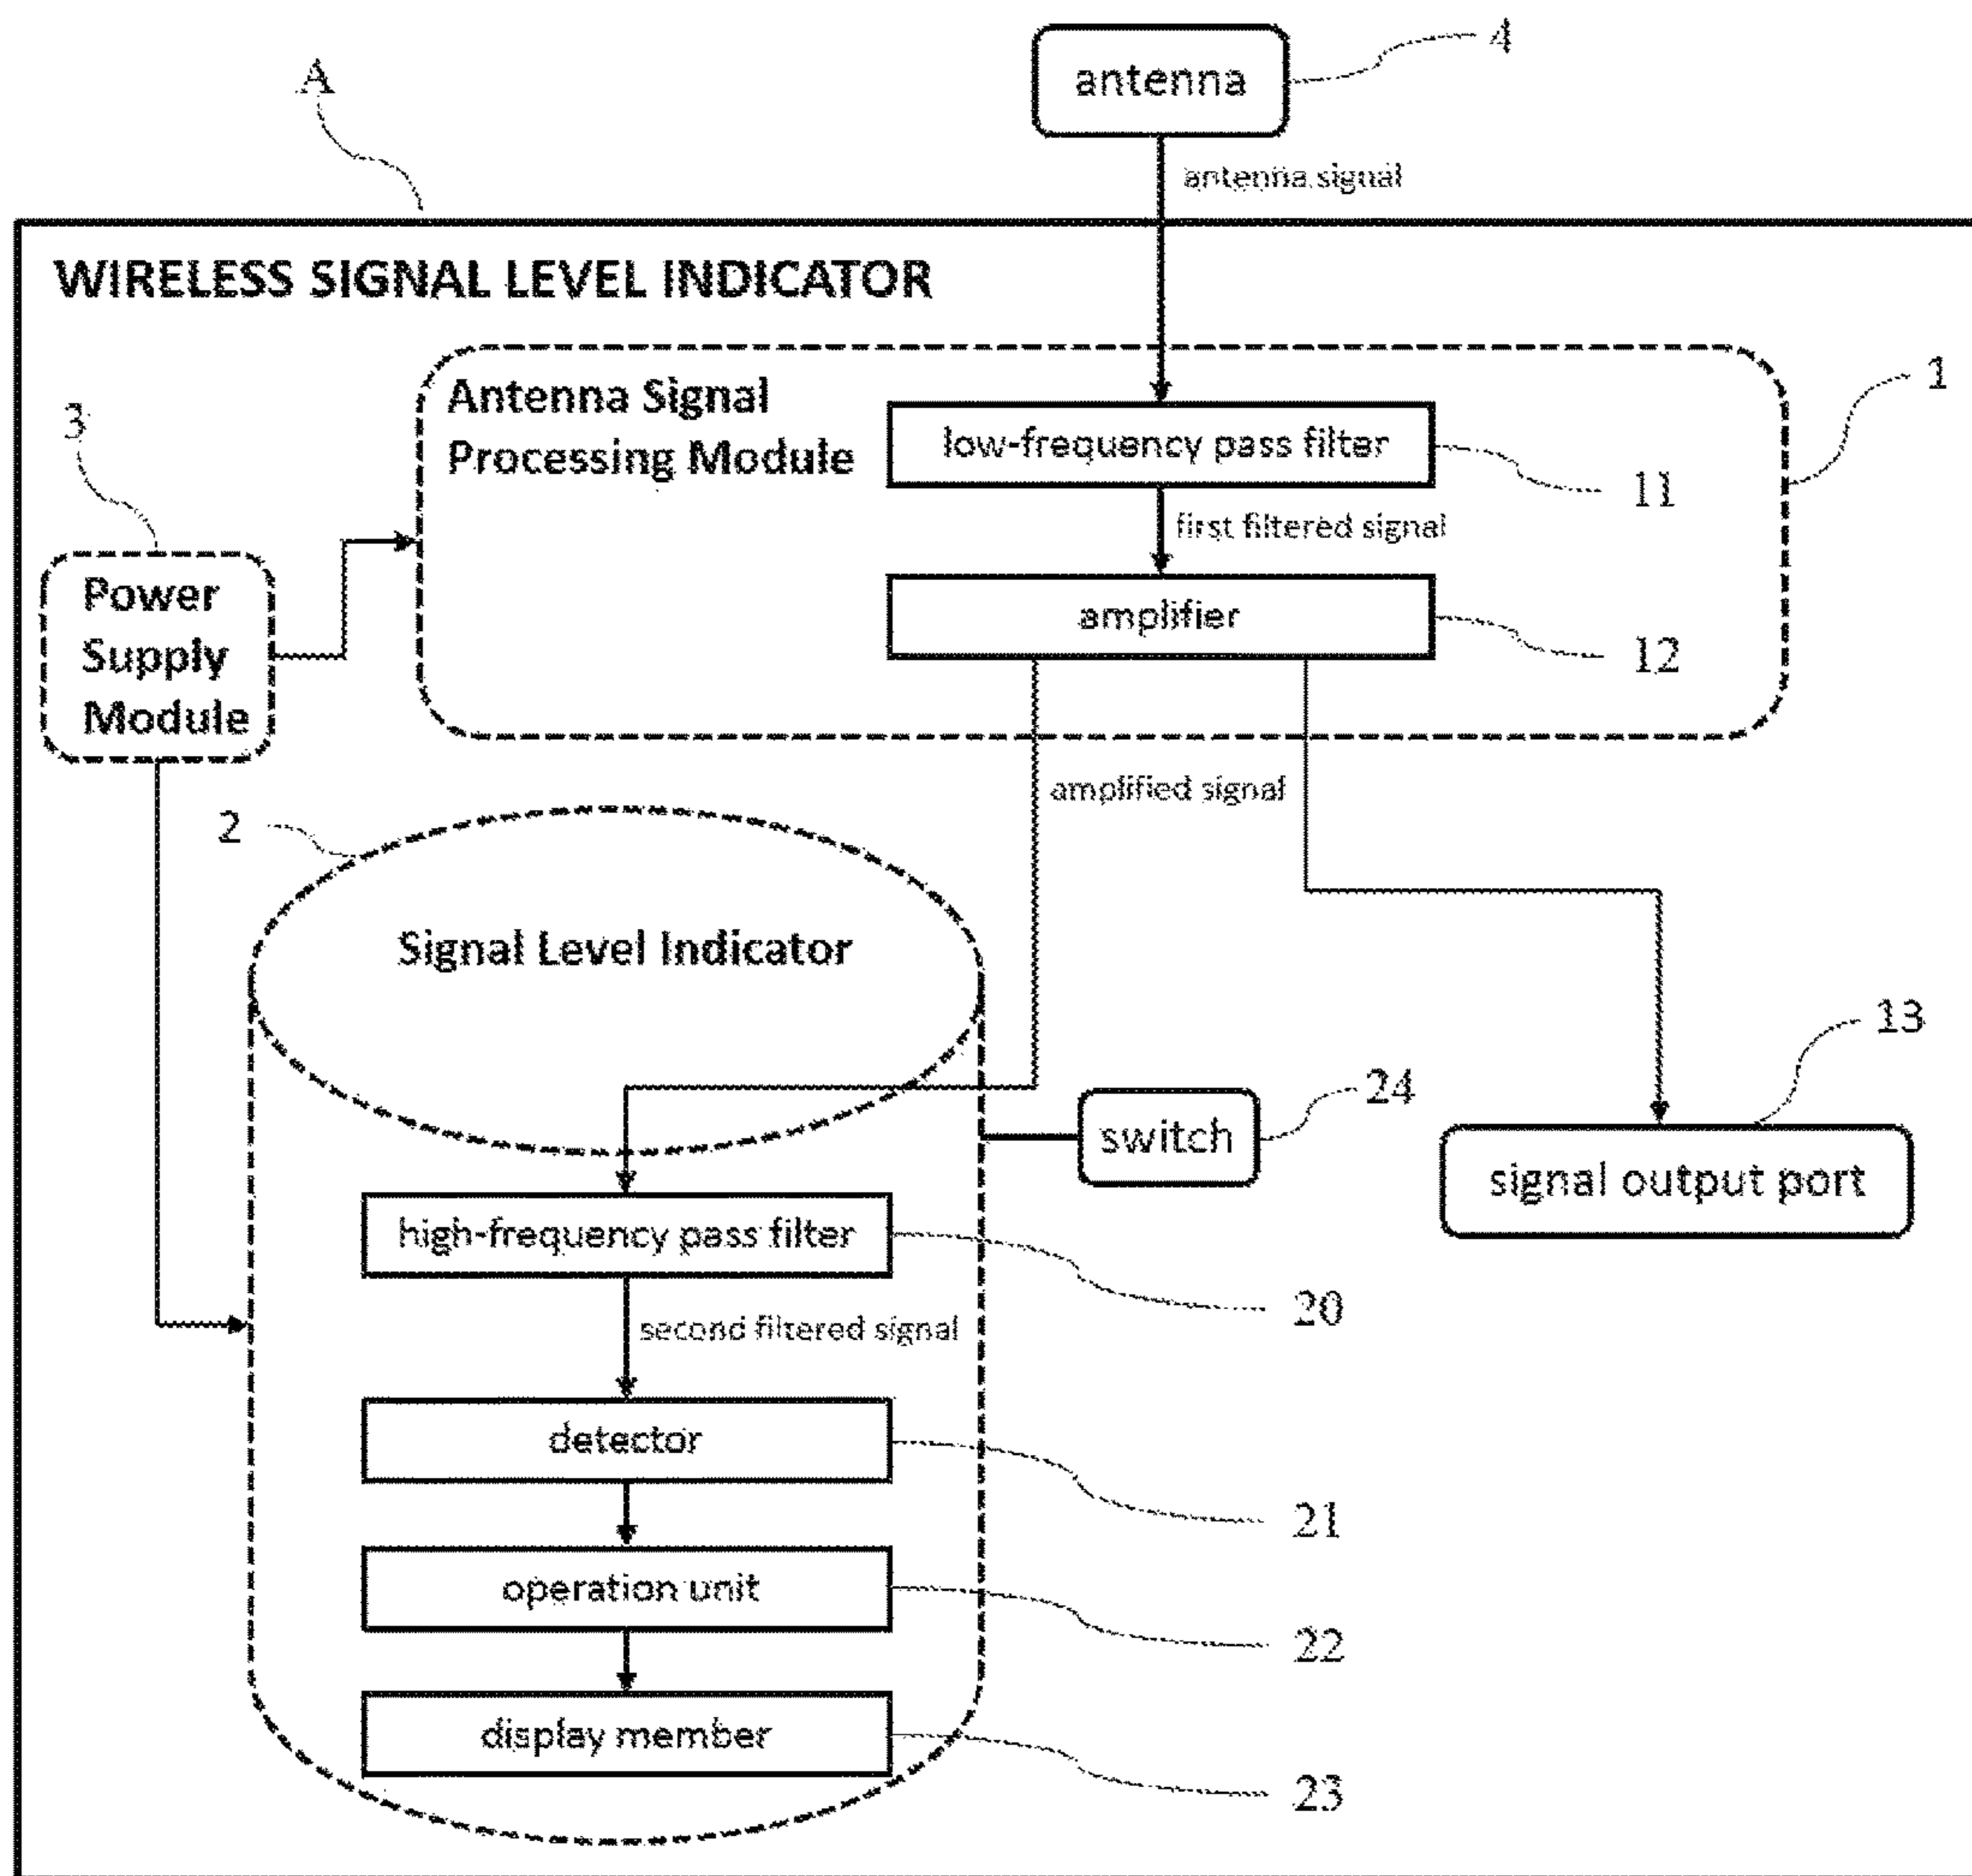 4
antenna
A
antenna signal
WIRELESS SIGNAL LEVEL INDICATOR
1
Antenna Signal
Processing Module
low-frequency pass filter
3
11
first filtered signal
Power
Supply
Module
amplifier
12
amplified signal
2
Signal Level Indicator
13
24
switch
signal output port
high-frequency pass filter
20
second filtered signal
detector
21
operation unit
22
display member
23